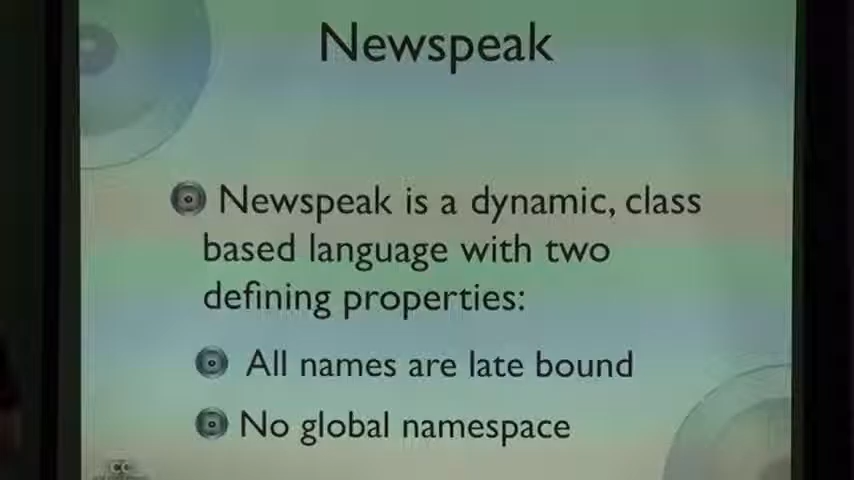 Newspeak
Newspeak is a dynamic, class
based language with two
defining properties:
All names are late bound
No global namespace
cc